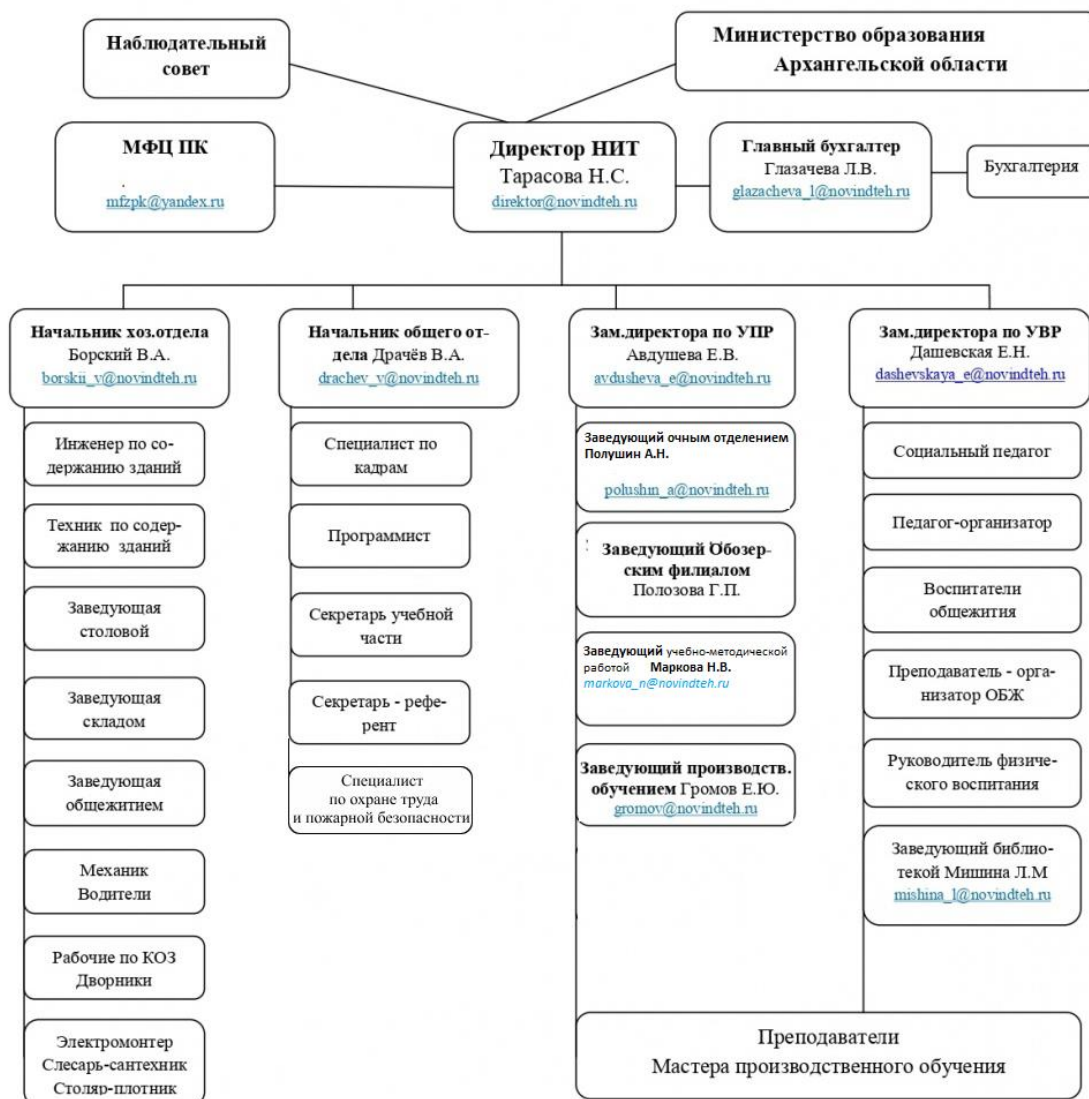 Наблюдательный
совет
Министерство образования
Архангельской области
МФЦ ПК
.
mfzpk@yandex.ru
Директор НИТ
Тарасова Н.С.
direktor@novindteh.ru
Главный бухгалтер
Глазачева Л.В.
glazacheva_l@novindteh.ru
Бухгалтерия
Начальник хоз.отдела
Борский В.А.
borskii_v@novindteh.ru
Начальник общего от-
дела Драчёв В.А.
drachev_v@novindteh.ru
Зам.директора по УПР
Авдушева Е.В.
avdusheva_e@novindteh.ru
Зам.директора по УВР
Дашевская Е.Н.
dashevskaya_e@novindteh.ru
Инженер по со-
держанию зданий
Техник по содер-
жанию зданий
Заведующая
столовой
Заведующая
складом
Заведующая
общежитием
Механик
Водители
Рабочие по КОЗ
Дворники
Электромонтер
Слесарь-сантехник
Столяр-плотник
Специалист по
кадрам
Программист
Секретарь учебной
части
Секретарь - рефе-
рент
Специалист
по охране труда
и пожарной безопасности
Заведующий очным отделением
Полушин А.Н.
polushin_a@novindteh.ru
Заведующий Обозер-
ским филиалом
Полозова Г.П.
Заведующий учебно-методической
работой Маркова Н.В.
markova_n@novindteh.ru
Заведующий производств.
обучением Громов Е.Ю.
gromov@novindteh.ru
Социальный педагог
Педагог-организатор
Воспитатели
общежития
Преподаватель - орга-
низатор ОБЖ
Руководитель физиче-
ского воспитания
Заведующий библио-
текой Мишина Л.М
mishina_l@novindteh.ru
Преподаватели
Мастера производственного обучения